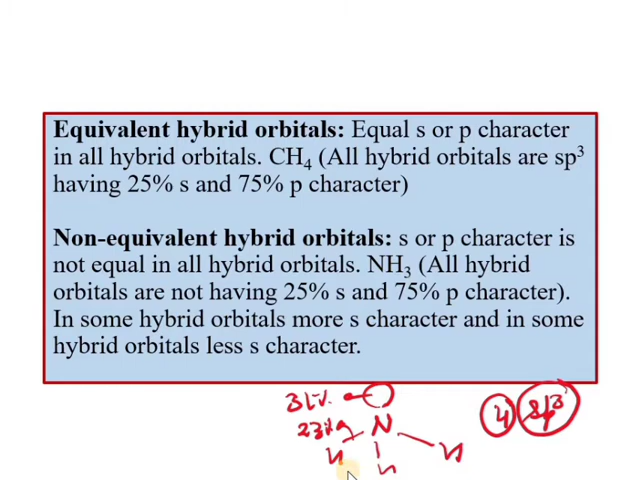 Equivalent hybrid orbitals: Equal s or p character
in all hybrid orbitals. CH₄ (All hybrid orbitals are sp³
having 25% s and 75% p character)
Non-equivalent hybrid orbitals: s or p character is
not equal in all hybrid orbitals. NH₃ (All hybrid
orbitals are not having 25% s and 75% p character).
In some hybrid orbitals more s character and in some
hybrid orbitals less s character.
4 sp³
23% N
H H H